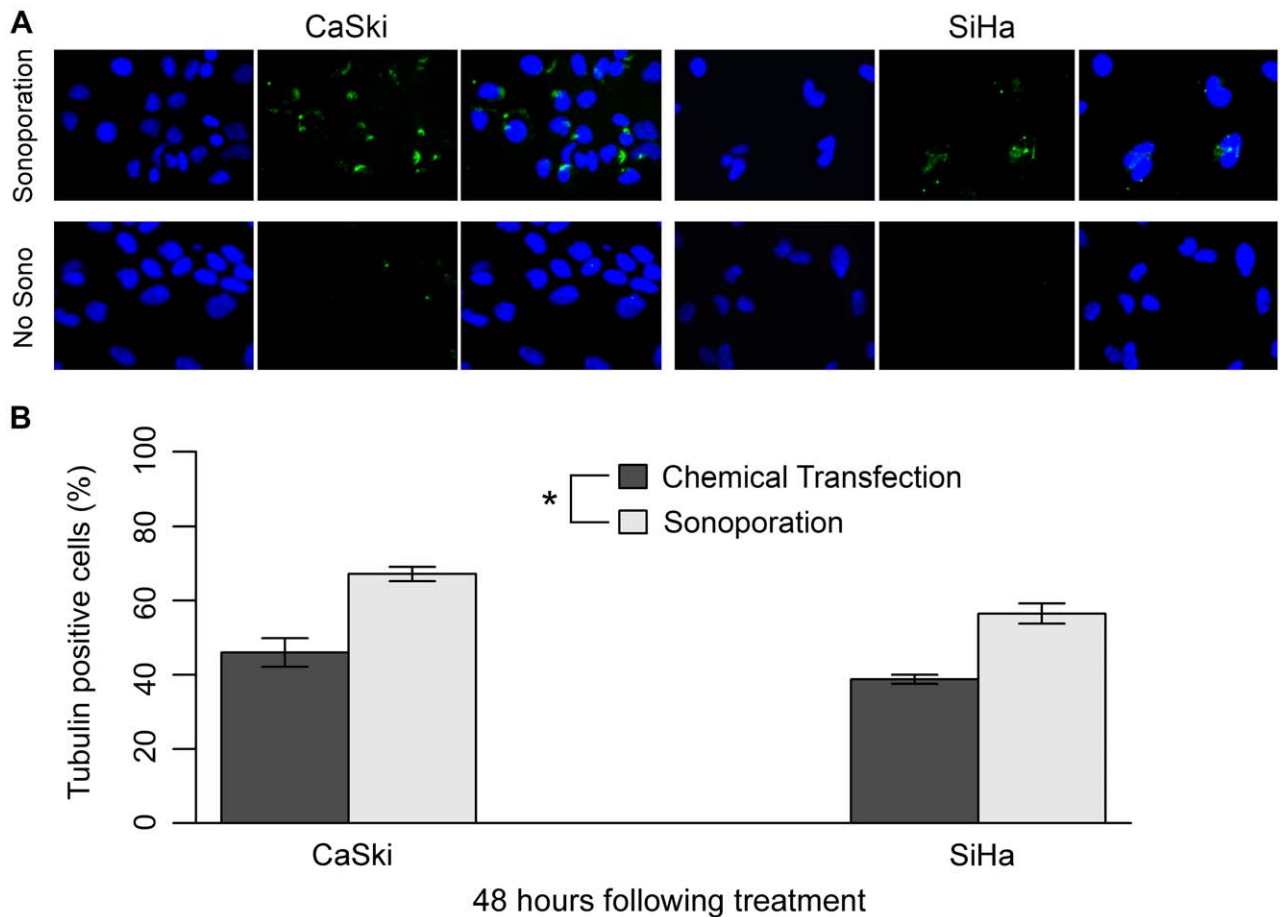 A
CaSki
SiHa
Sonoporation
No Sono
B
Tubulin positive cells (%)
100
80
60
40
20
0
*
Chemical Transfection
Sonoporation
CaSki
SiHa
48 hours following treatment